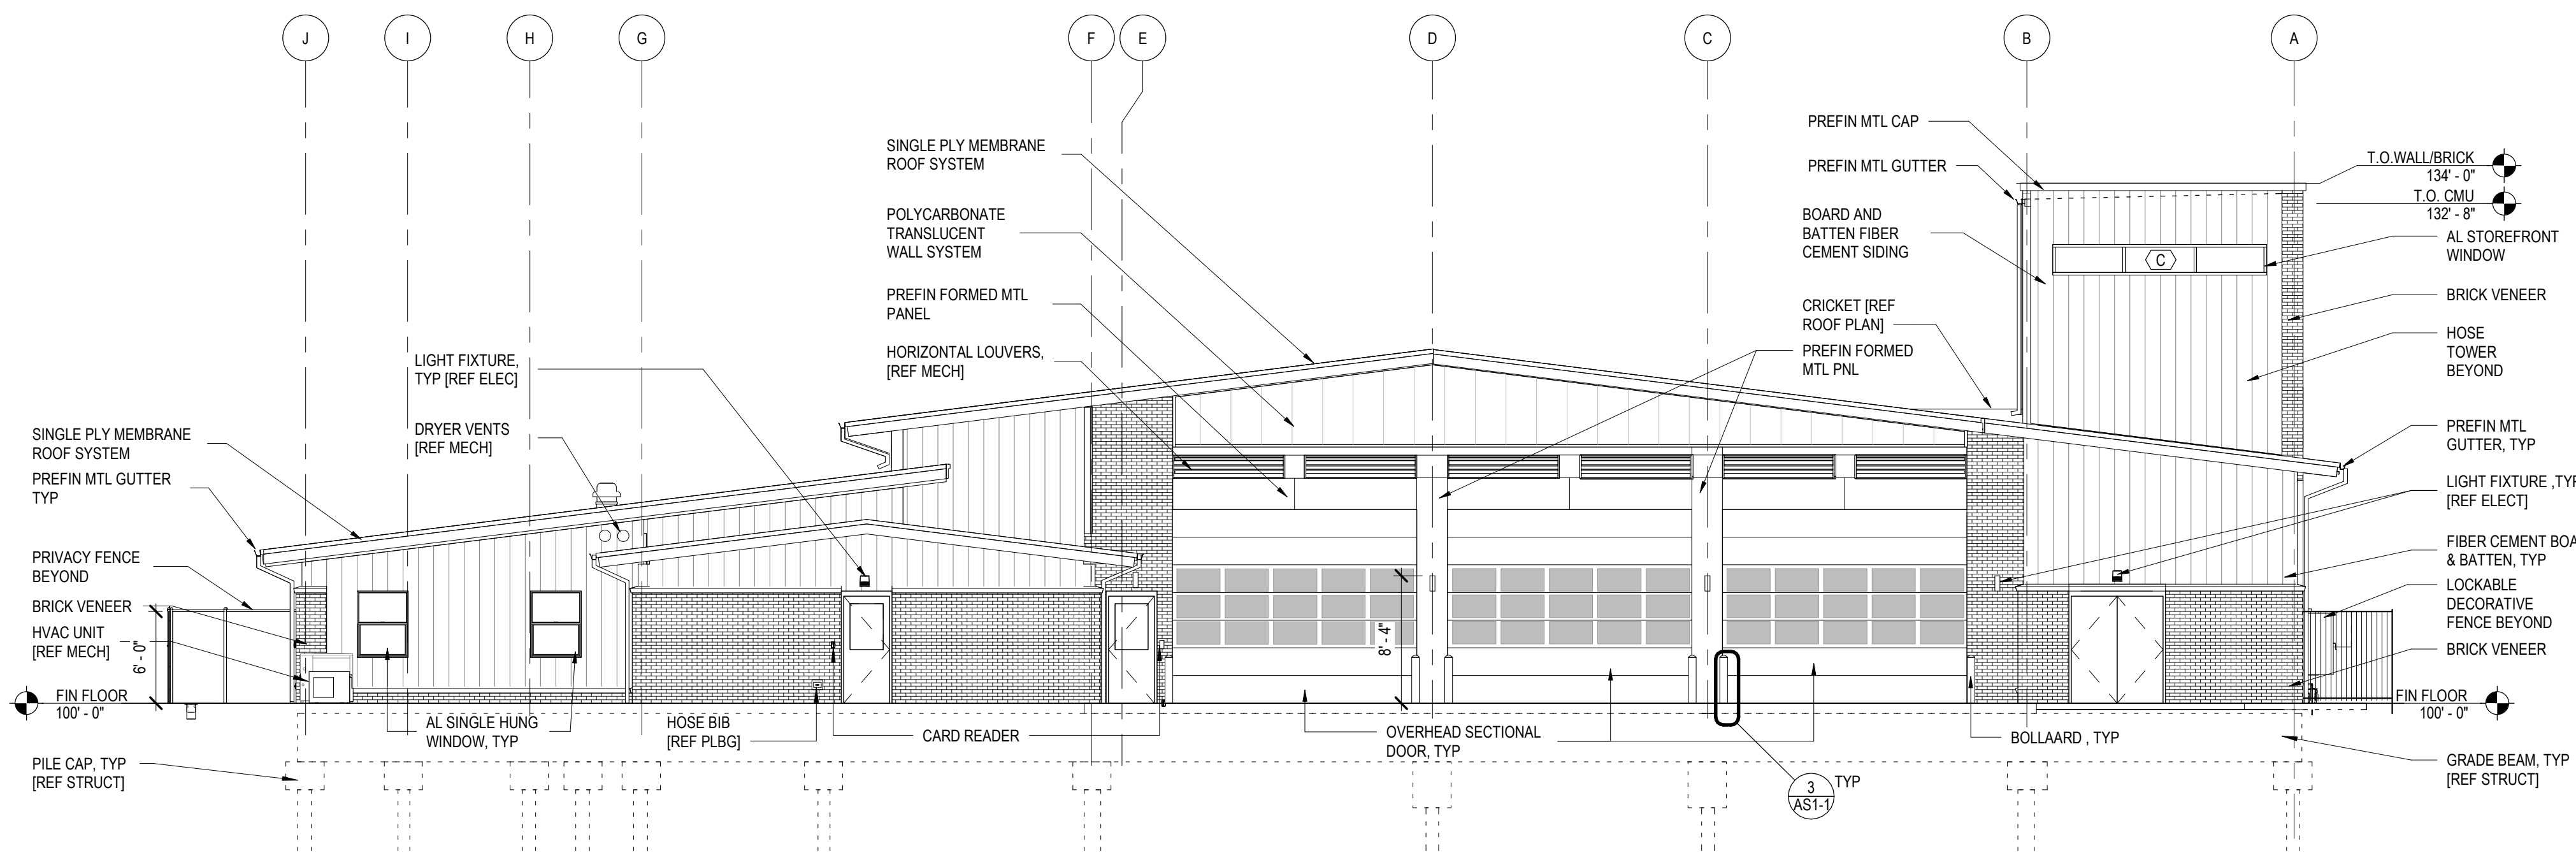 J
I
H
G
F
E
D
C
B
A
SINGLE PLY MEMBRANE
ROOF SYSTEM
POLYCARBONATE
TRANSLUCENT
WALL SYSTEM
PREFIN FORMED MTL
PANEL
HORIZONTAL LOUVERS,
[REF MECH]
LIGHT FIXTURE,
TYP [REF ELEC]
DRYER VENTS
[REF MECH]
SINGLE PLY MEMBRANE
ROOF SYSTEM
PREFIN MTL GUTTER
TYP
PRIVACY FENCE
BEYOND
BRICK VENEER
HVAC UNIT
[REF MECH]
6' - 0"
FIN FLOOR
100' - 0"
PILE CAP, TYP
[REF STRUCT]
AL SINGLE HUNG
WINDOW, TYP
HOSE BIB
[REF PLBG]
CARD READER
8' - 4"
OVERHEAD SECTIONAL
DOOR, TYP
3
AS1-1
TYP
BOLLAARD , TYP
PREFIN MTL CAP
PREFIN MTL GUTTER
BOARD AND
BATTEN FIBER
CEMENT SIDING
CRICKET [REF
ROOF PLAN]
PREFIN FORMED
MTL PNL
C
T.O.WALL/BRICK
134' - 0"
T.O. CMU
132' - 8"
AL STOREFRONT
WINDOW
BRICK VENEER
HOSE
TOWER
BEYOND
PREFIN MTL
GUTTER, TYP
LIGHT FIXTURE ,TYP
[REF ELECT]
FIBER CEMENT BOA
& BATTEN, TYP
LOCKABLE
DECORATIVE
FENCE BEYOND
BRICK VENEER
FIN FLOOR
100' - 0"
GRADE BEAM, TYP
[REF STRUCT]